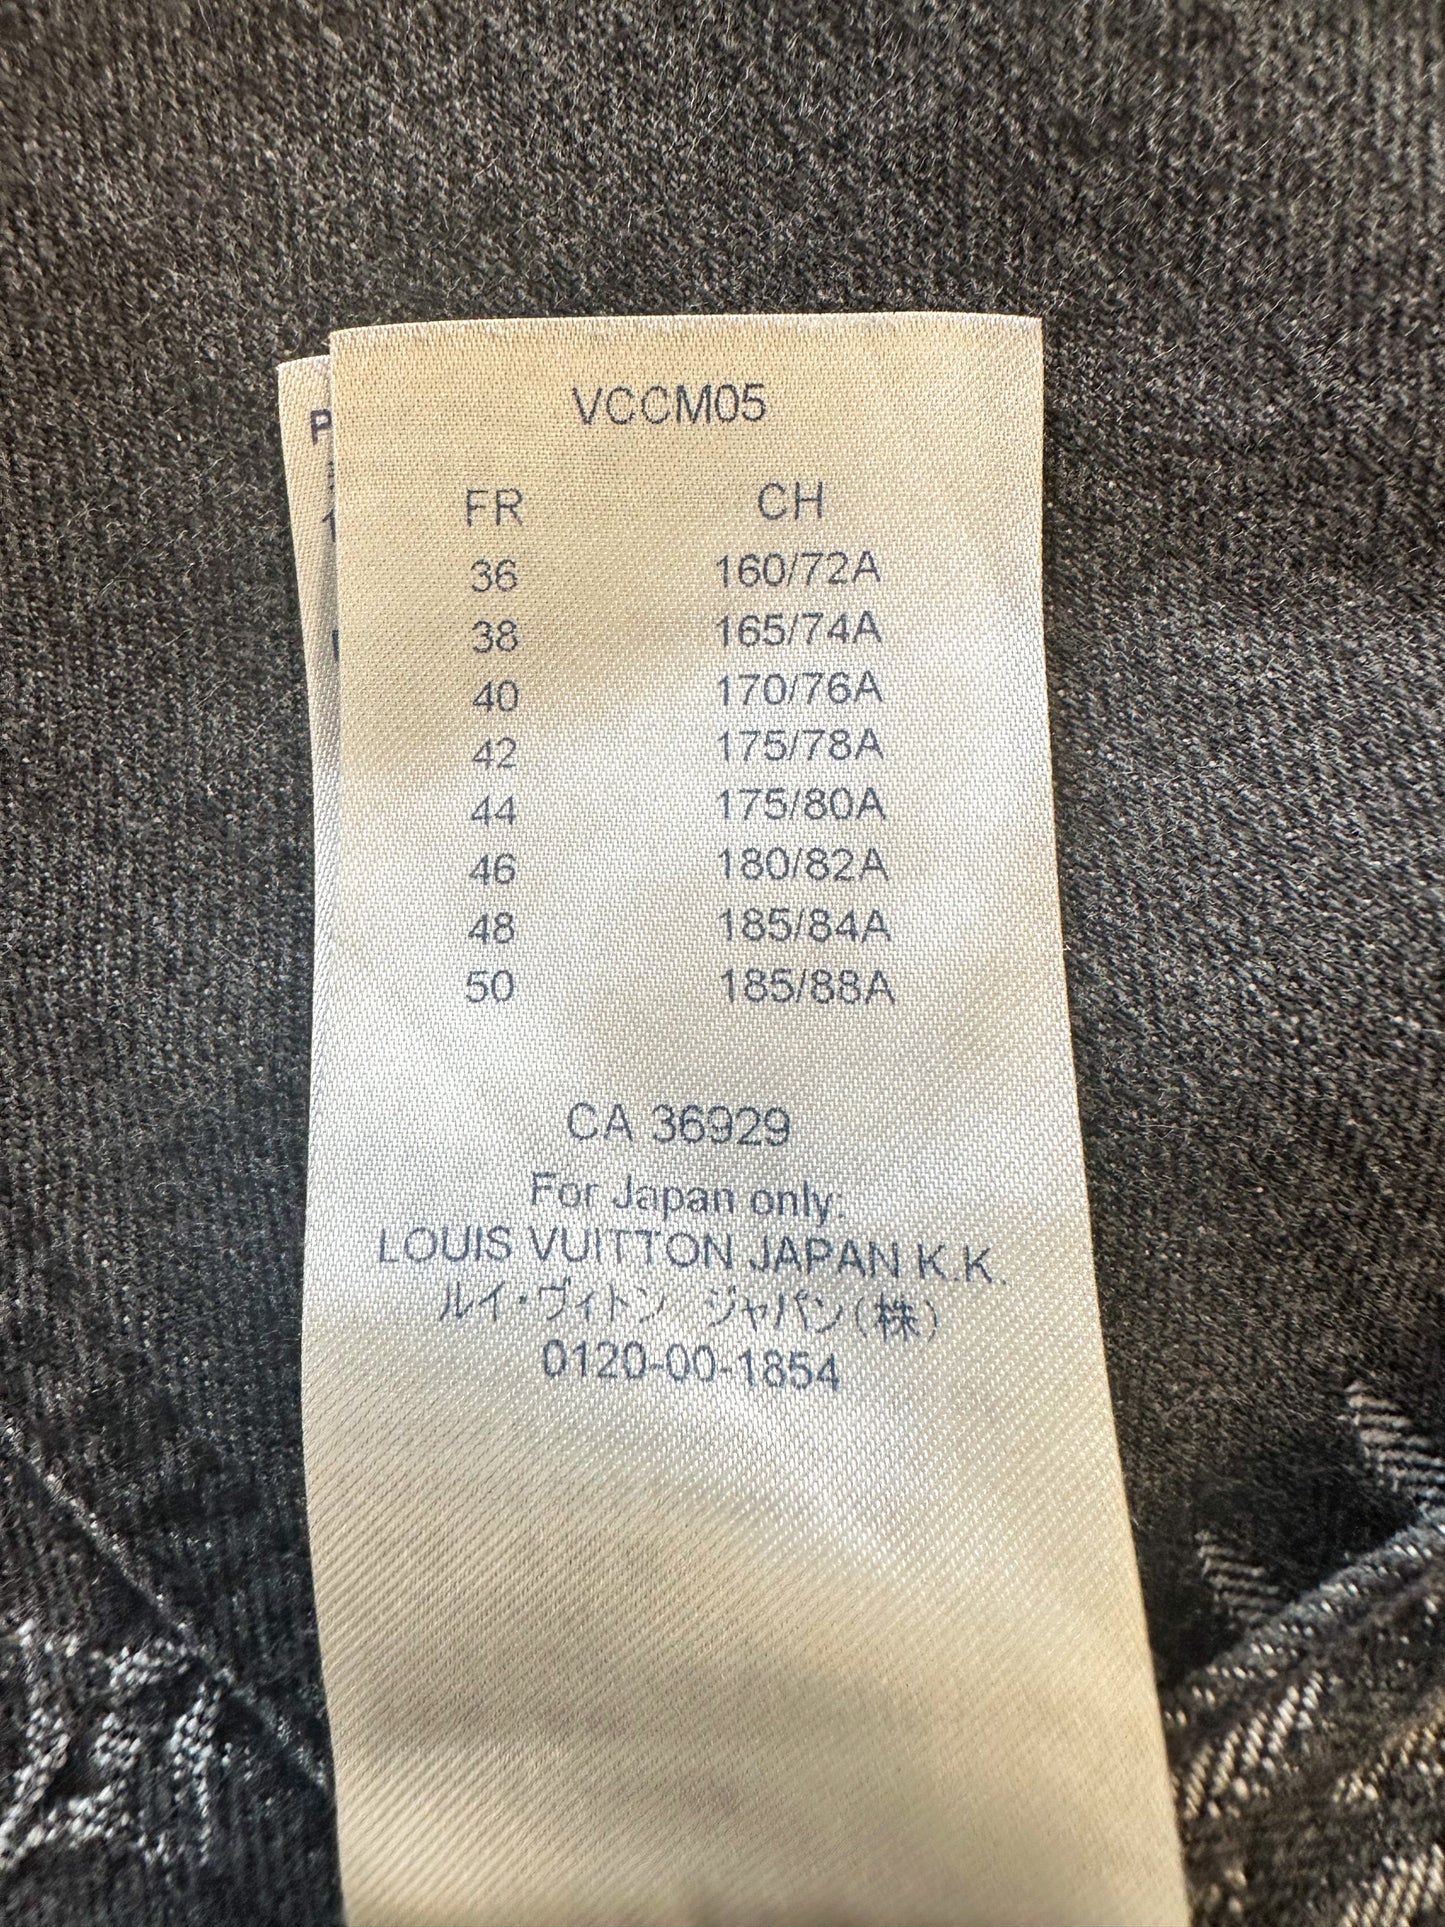 VCCM05
FR CH
36 160/72A
38 165/74A
40 170/76A
42 175/78A
44 175/80A
46 180/82A
48 185/84A
50 185/88A
CA 36929
For Japan only:
LOUIS VUITTON JAPAN K.K.
ルイ・ヴィトン ジャパン(株)
0120-00-1854
P